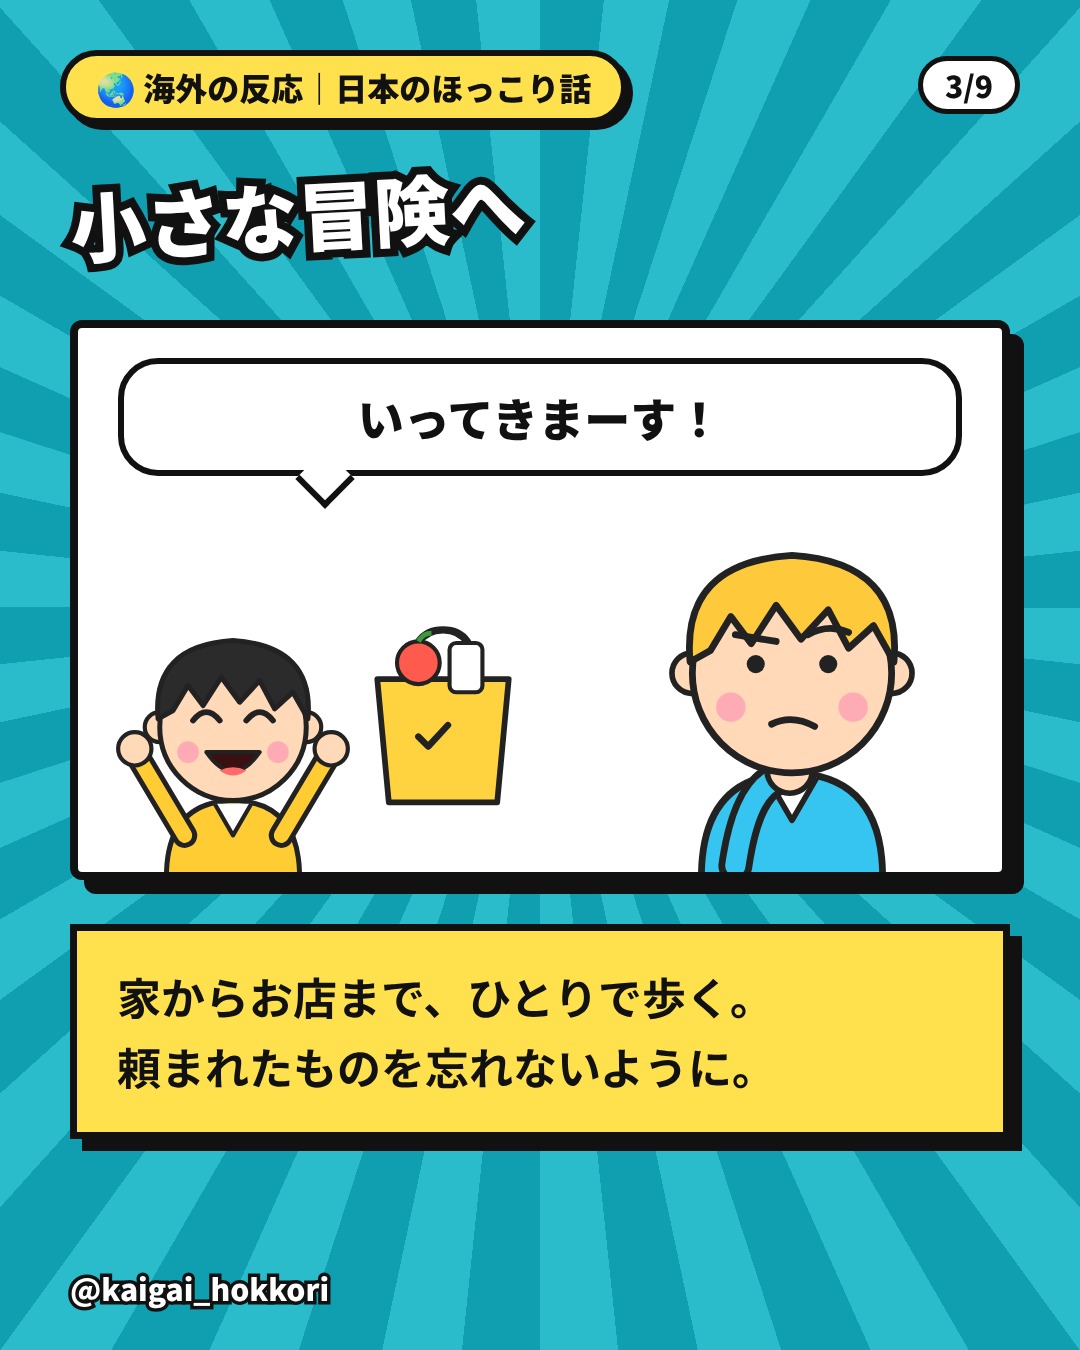 🌏 海外の反応｜日本のほっこり話
3/9
小さな冒険へ
いってきまーす！
家からお店まで、ひとりで歩く。
頼まれたものを忘れないように。
@kaigai_hokkori